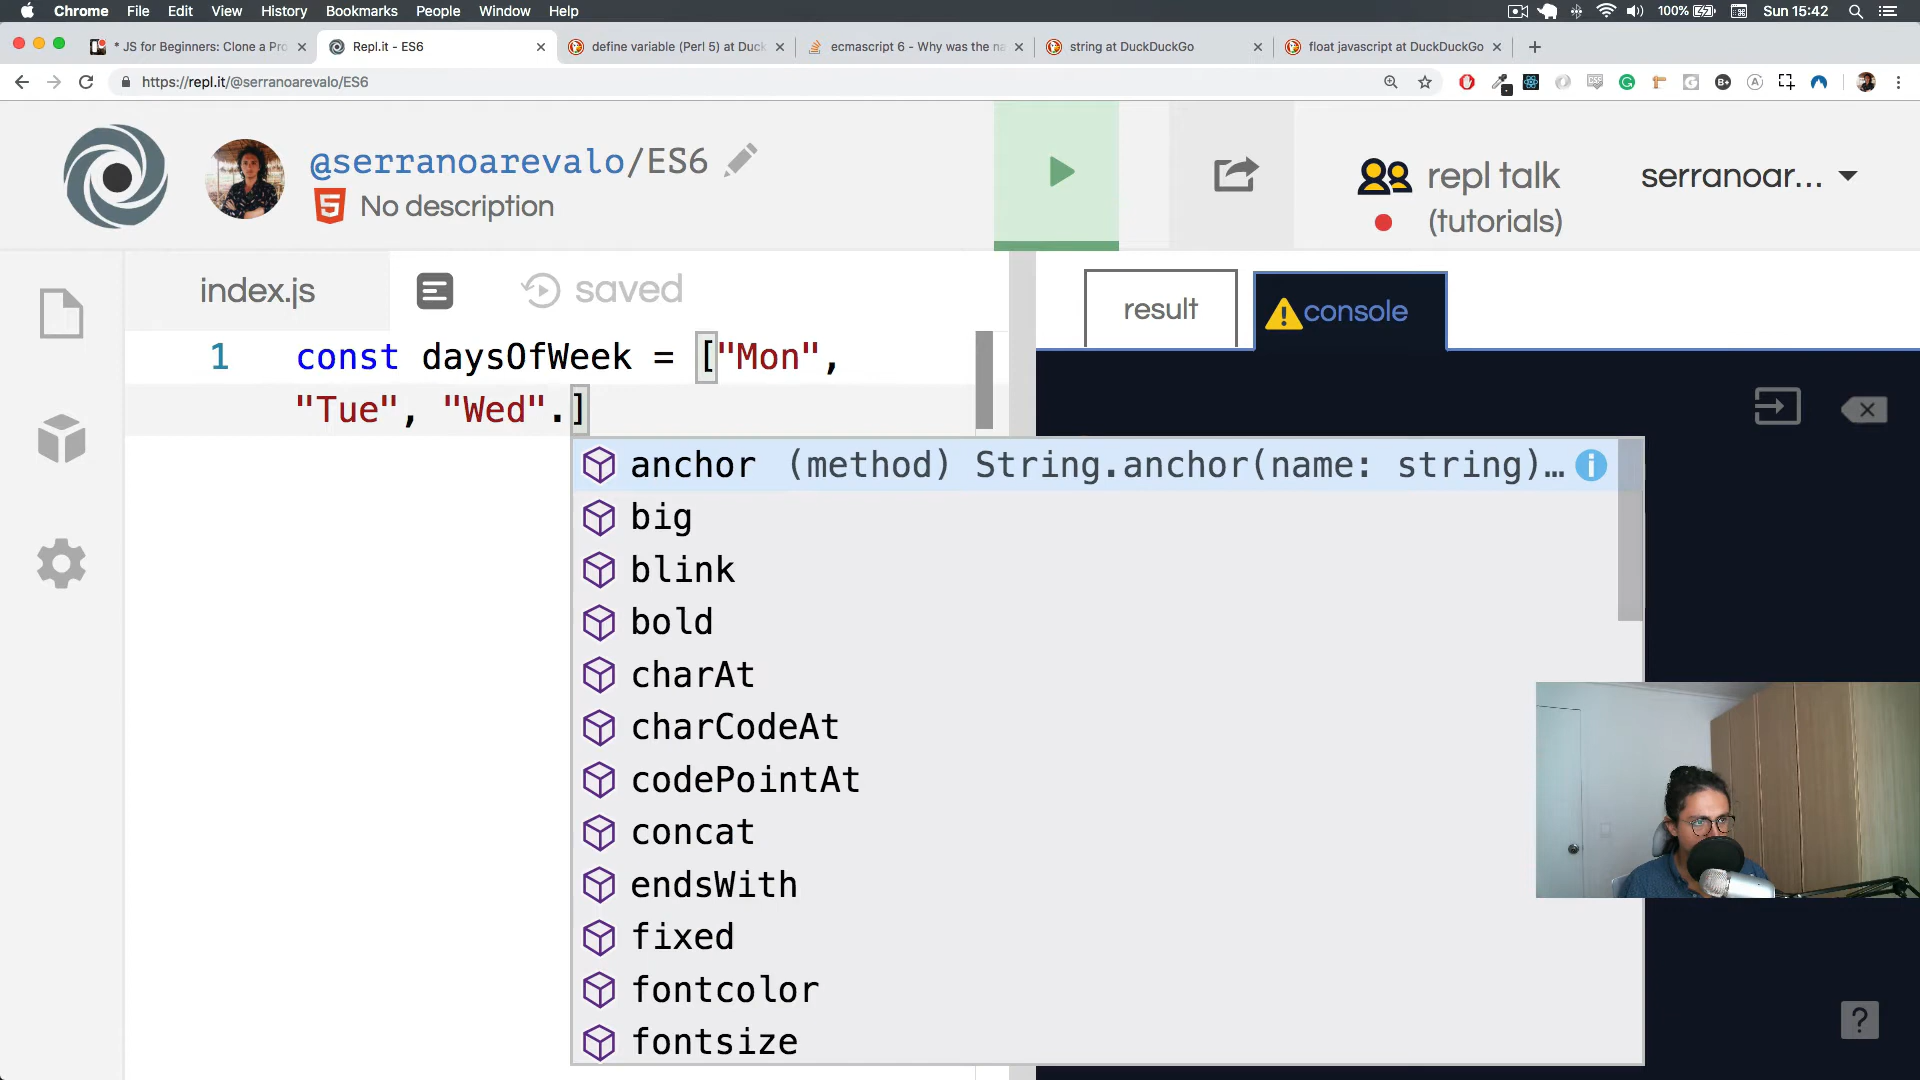 Chrome File Edit View History Bookmarks People Window Help 100% Sun 15:42
* JS for Beginners: Clone a Pro
Repl.it - ES6
define variable (Perl 5) at Duck
ecmascript 6 - Why was the na
string at DuckDuckGo
float javascript at DuckDuckGo
https://repl.it/@serranoarevalo/ES6
@serranoarevalo/ES6
No description
repl talk
(tutorials)
serranoar...
index.js
saved
result
console
1 const daysOfWeek = ["Mon",
"Tue", "Wed".]
anchor (method) String.anchor(name: string)…
big
blink
bold
charAt
charCodeAt
codePointAt
concat
endsWith
fixed
fontcolor
fontsize
?